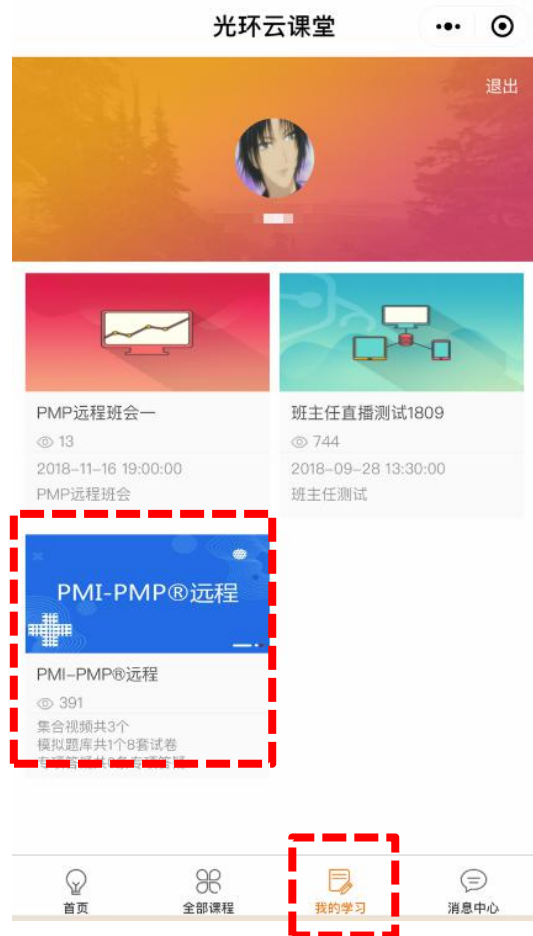 光环云课堂
退出
PMP远程班会一
13
2018-11-16 19:00:00
PMP远程班会
班主任直播测试1809
744
2018-09-28 13:30:00
班主任测试
PMI-PMP®远程
PMI-PMP®远程
391
集合视频共3个
模拟题库共1个8套试卷
首页
全部课程
我的学习
消息中心